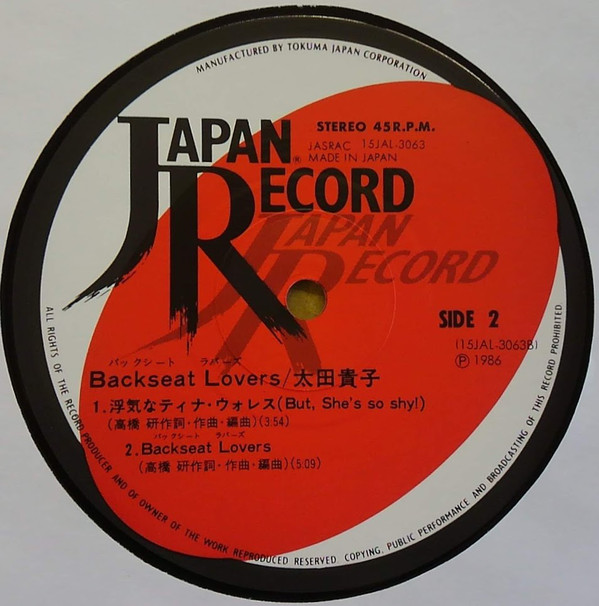 MANUFACTURED BY TOKUMA JAPAN CORPORATION
STEREO 45R.P.M.
JASRAC 15JAL-3063
MADE IN JAPAN
JAPAN®
RECORD
JAPAN
RECORD
SIDE 2
(15JAL-3063B)
Ⓟ 1986
バックシート ラバーズ
Backseat Lovers/太田貴子
1.浮気なティナ・ウォレス(But, She's so shy!)
(高橋 研作詞・作曲・編曲)(3:54)
バックシート ラバーズ
2.Backseat Lovers
(高橋 研作詞・作曲・編曲)(5:09)
ALL RIGHTS OF THE RECORD PRODUCER AND OF OWNER OF THE WORK REPRODUCED RESERVED. COPYING, PUBLIC PERFORMANCE AND BROADCASTING OF THIS RECORD PROHIBITED